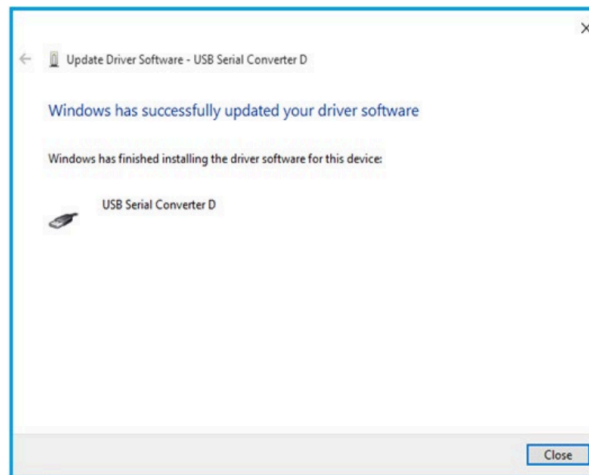 Update Driver Software - USB Serial Converter D
Windows has successfully updated your driver software
Windows has finished installing the driver software for this device:
USB Serial Converter D
Close